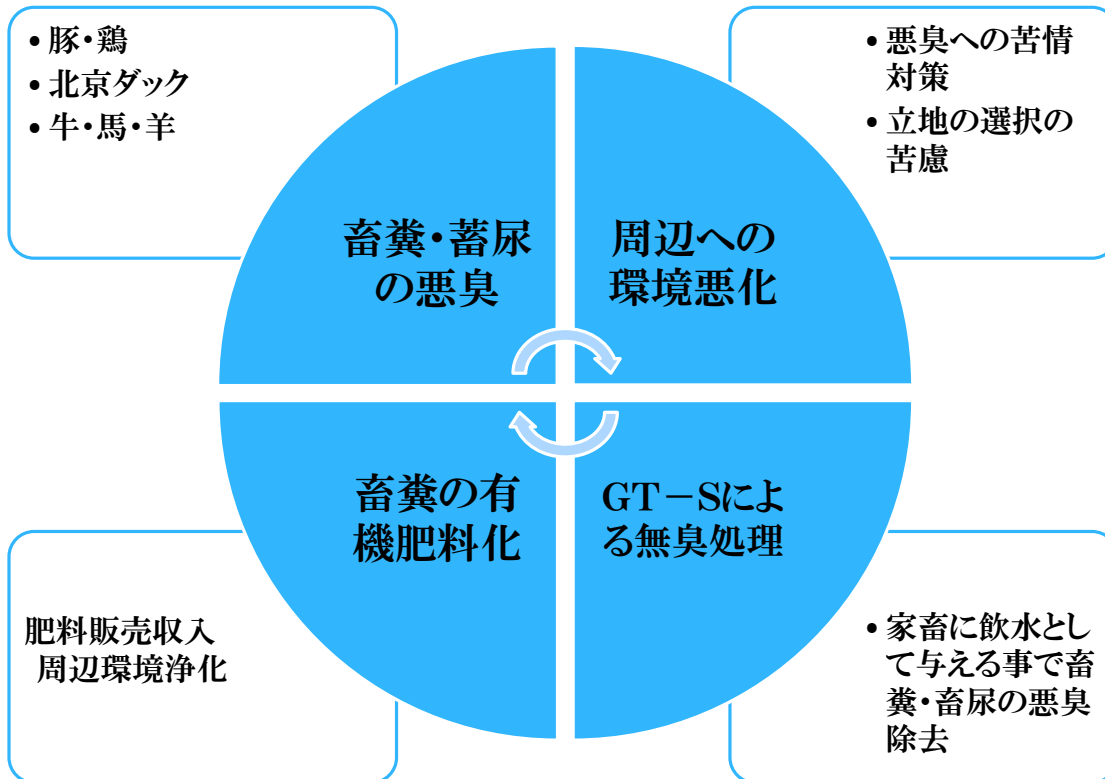 • 豚・鶏
• 北京ダック
• 牛・馬・羊
• 悪臭への苦情
対策
• 立地の選択の
苦慮
畜糞・蓄尿
の悪臭
周辺への
環境悪化
畜糞の有
機肥料化
GT－Sによ
る無臭処理
肥料販売収入
周辺環境浄化
• 家畜に飲水とし
て与える事で畜
糞・畜尿の悪臭
除去